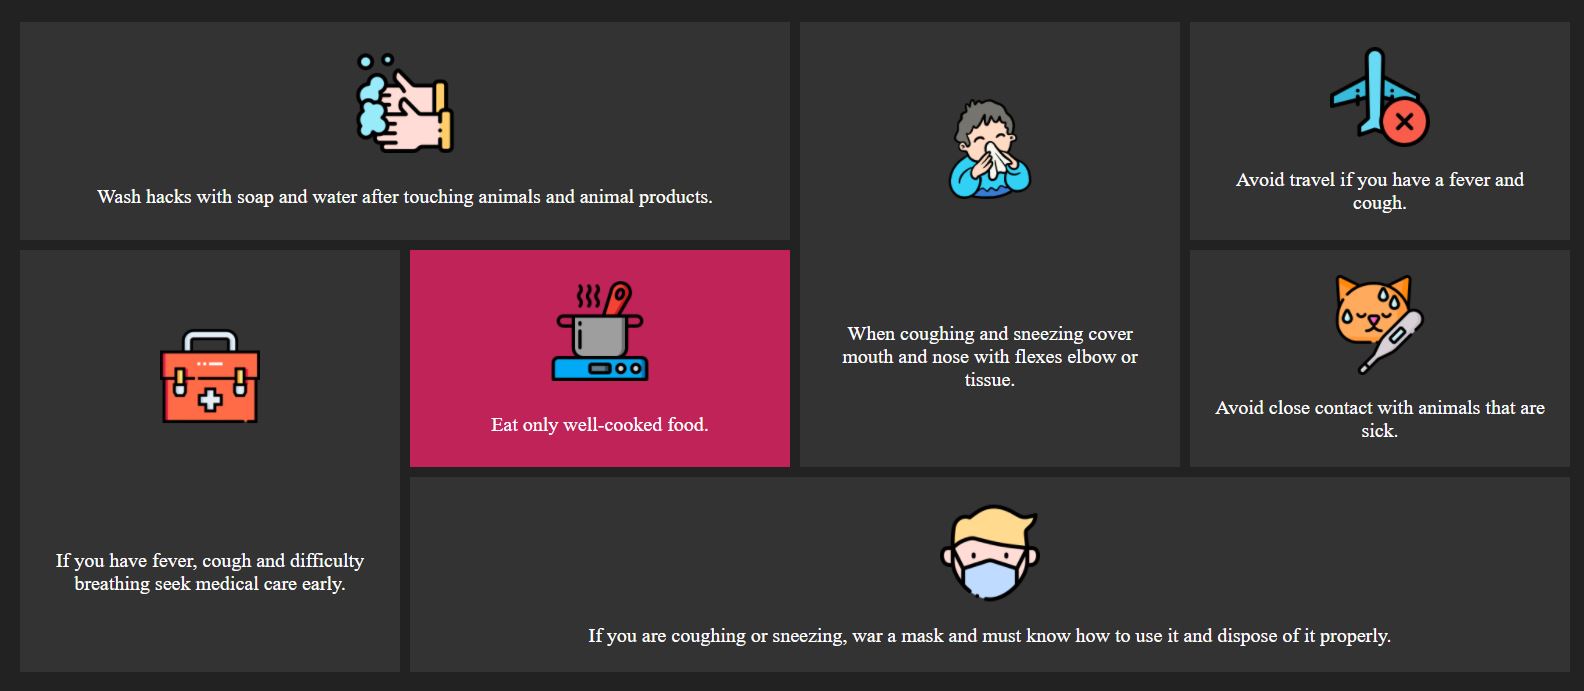 Wash hacks with soap and water after touching animals and animal products.
When coughing and sneezing cover
mouth and nose with flexes elbow or
tissue.
Avoid travel if you have a fever and
cough.
If you have fever, cough and difficulty
breathing seek medical care early.
Eat only well-cooked food.
Avoid close contact with animals that are
sick.
If you are coughing or sneezing, war a mask and must know how to use it and dispose of it properly.